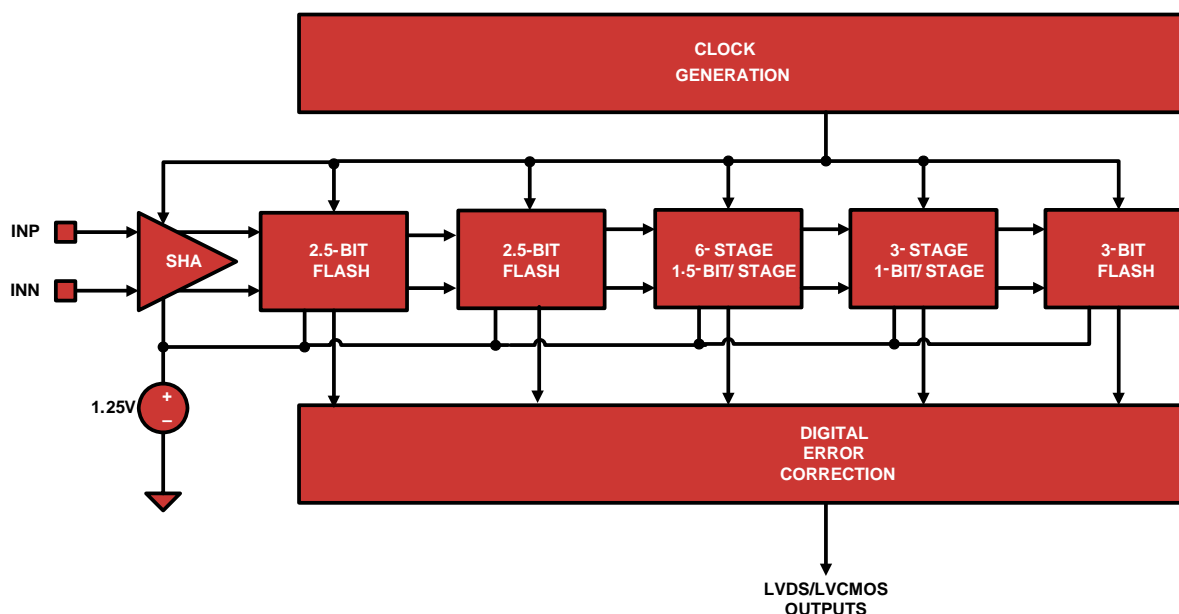 CLOCK
GENERATION
INP
INN
SHA
2.5-BIT
FLASH
2.5-BIT
FLASH
6- STAGE
1.5-BIT/ STAGE
3- STAGE
1-BIT/ STAGE
3-BIT
FLASH
1.25V
+
–
DIGITAL
ERROR
CORRECTION
LVDS/LVCMOS
OUTPUTS